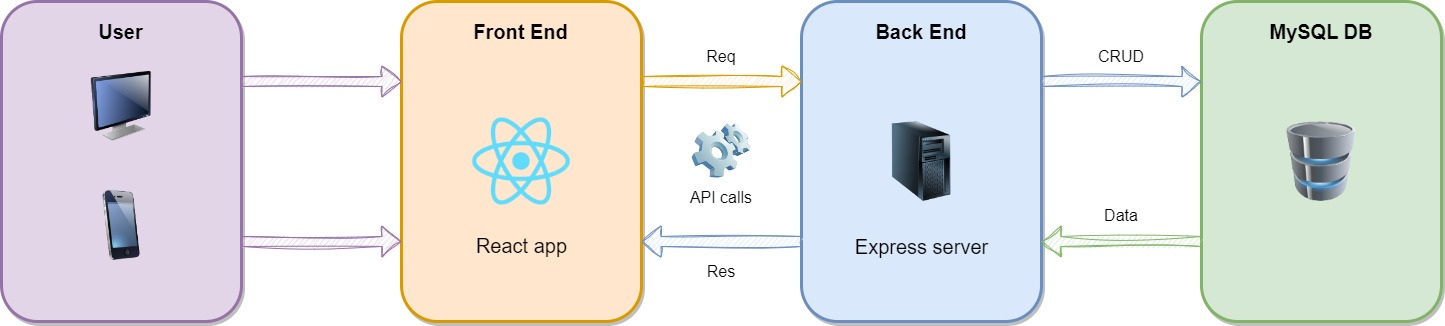 User
Front End
Back End
MySQL DB
Req
CRUD
API calls
Data
React app
Express server
Res